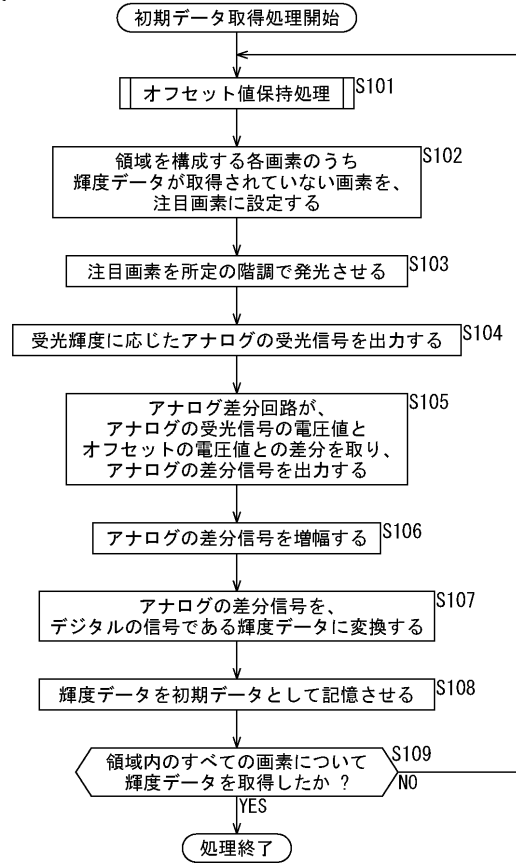 初期データ取得処理開始
オフセット値保持処理
S101
領域を構成する各画素のうち
輝度データが取得されていない画素を、
注目画素に設定する
S102
注目画素を所定の階調で発光させる
S103
受光輝度に応じたアナログの受光信号を出力する
S104
アナログ差分回路が、
アナログの受光信号の電圧値と
オフセットの電圧値との差分を取り、
アナログの差分信号を出力する
S105
アナログの差分信号を増幅する
S106
アナログの差分信号を、
デジタルの信号である輝度データに変換する
S107
輝度データを初期データとして記憶させる
S108
領域内のすべての画素について
輝度データを取得したか ?
S109
NO
YES
処理終了